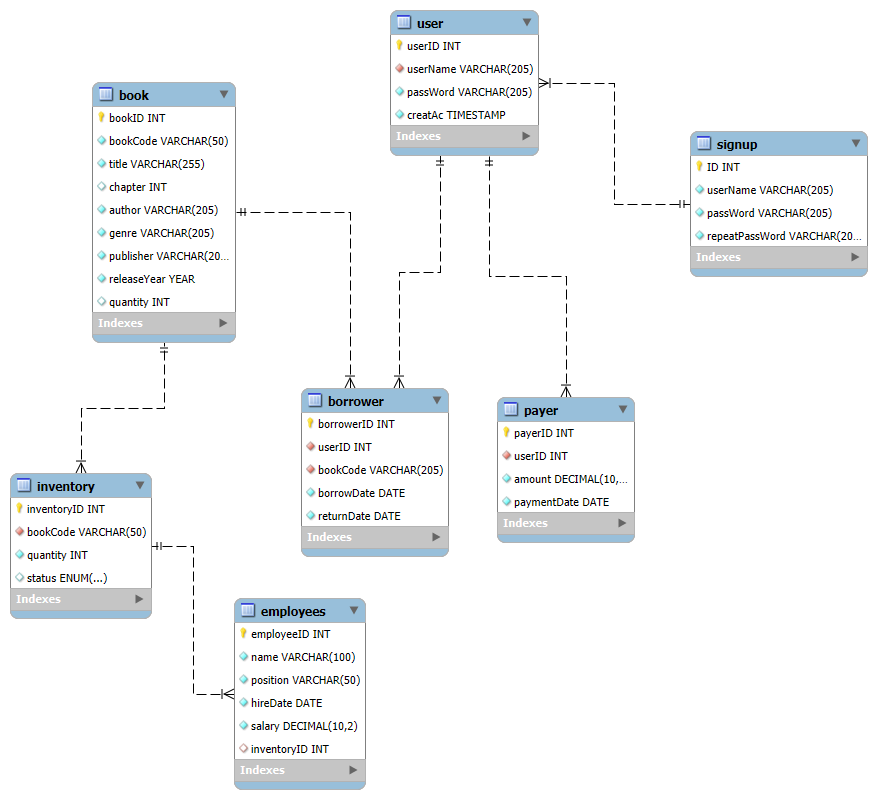 user
userID INT
userName VARCHAR(205)
passWord VARCHAR(205)
creatAc TIMESTAMP
Indexes
book
bookID INT
bookCode VARCHAR(50)
title VARCHAR(255)
chapter INT
author VARCHAR(205)
genre VARCHAR(205)
publisher VARCHAR(20...
releaseYear YEAR
quantity INT
Indexes
signup
ID INT
userName VARCHAR(205)
passWord VARCHAR(205)
repeatPassWord VARCHAR(20...
Indexes
borrower
borrowerID INT
userID INT
bookCode VARCHAR(205)
borrowDate DATE
returnDate DATE
Indexes
payer
payerID INT
userID INT
amount DECIMAL(10,...
paymentDate DATE
Indexes
inventory
inventoryID INT
bookCode VARCHAR(50)
quantity INT
status ENUM(...)
Indexes
employees
employeeID INT
name VARCHAR(100)
position VARCHAR(50)
hireDate DATE
salary DECIMAL(10,2)
inventoryID INT
Indexes